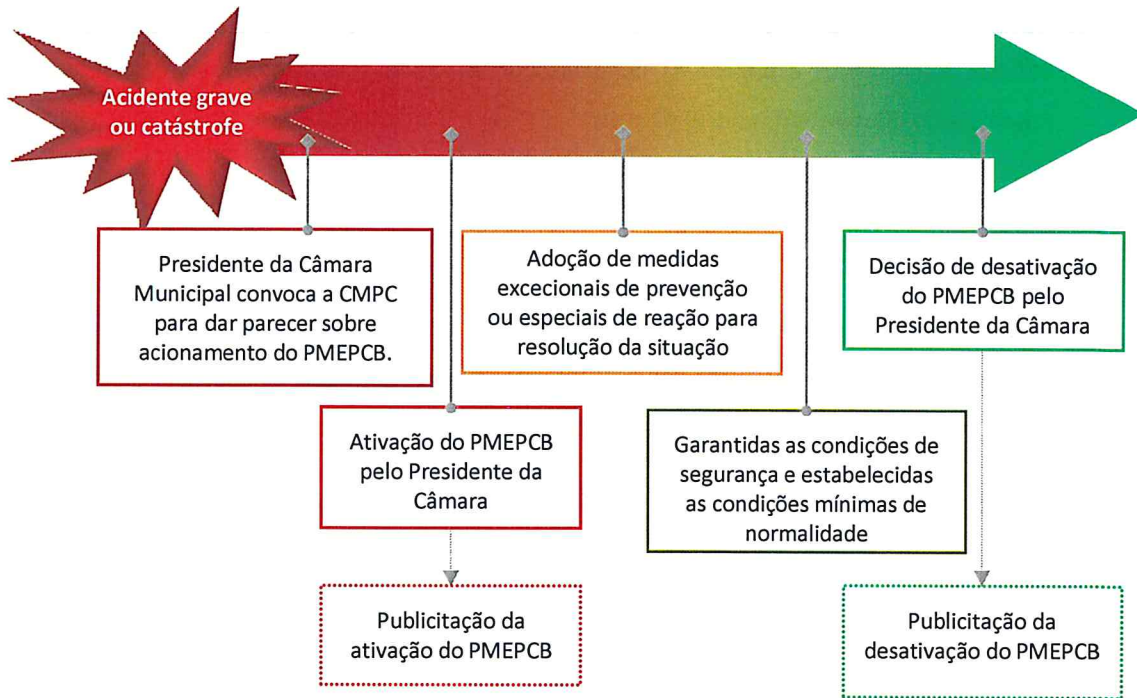 Acidente grave
ou catástrofe
Presidente da Câmara
Municipal convoca a CMPC
para dar parecer sobre
acionamento do PMEPCB.
Adoção de medidas
excecionais de prevenção
ou especiais de reação para
resolução da situação
Decisão de desativação
do PMEPCB pelo
Presidente da Câmara
Ativação do PMEPCB
pelo Presidente da
Câmara
Garantidas as condições de
segurança e estabelecidas
as condições mínimas de
normalidade
Publicitação da
ativação do PMEPCB
Publicitação da
desativação do PMEPCB